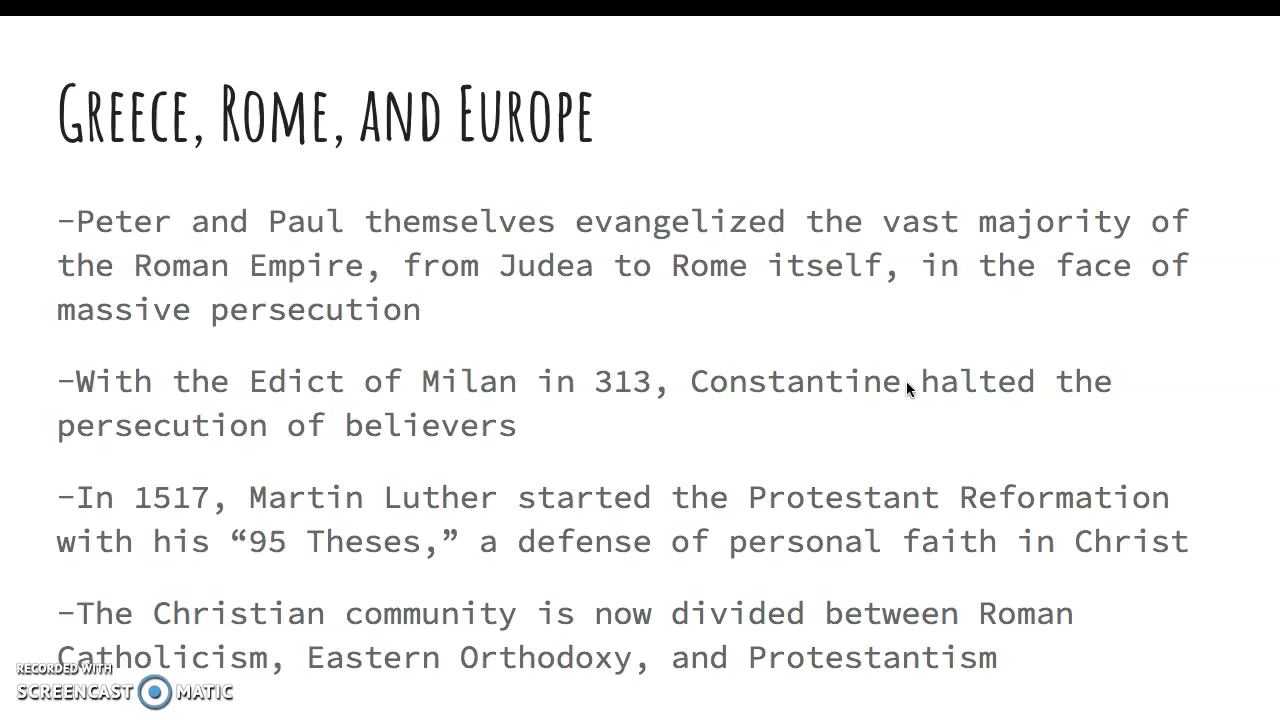 Greece, Rome, and Europe
-Peter and Paul themselves evangelized the vast majority of
the Roman Empire, from Judea to Rome itself, in the face of
massive persecution
-With the Edict of Milan in 313, Constantine halted the
persecution of believers
-In 1517, Martin Luther started the Protestant Reformation
with his “95 Theses,” a defense of personal faith in Christ
-The Christian community is now divided between Roman
Catholicism, Eastern Orthodoxy, and Protestantism
RECORDED WITH
SCREENCAST MATIC